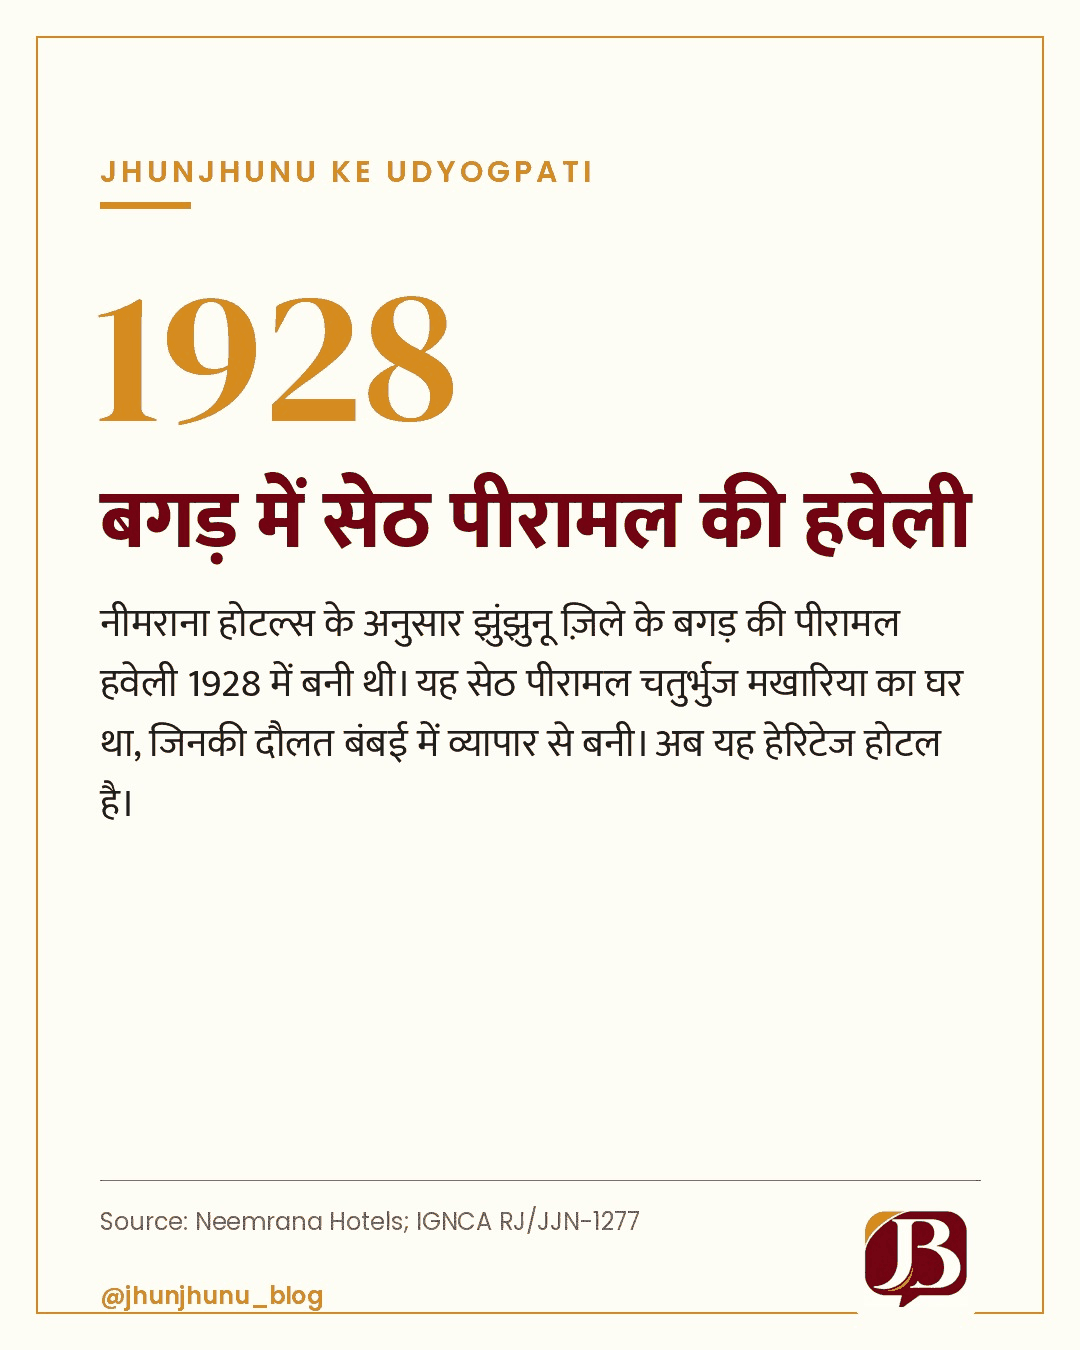 JHUNJHUNU KE UDYOGPATI
1928
बगड़ में सेठ पीरामल की हवेली
नीमराना होटल्स के अनुसार झुंझुनू ज़िले के बगड़ की पीरामल
हवेली 1928 में बनी थी। यह सेठ पीरामल चतुर्भुज मखारिया का घर
था, जिनकी दौलत बंबई में व्यापार से बनी। अब यह हेरिटेज होटल
है।
Source: Neemrana Hotels; IGNCA RJ/JJN-1277
@jhunjhunu_blog
JB